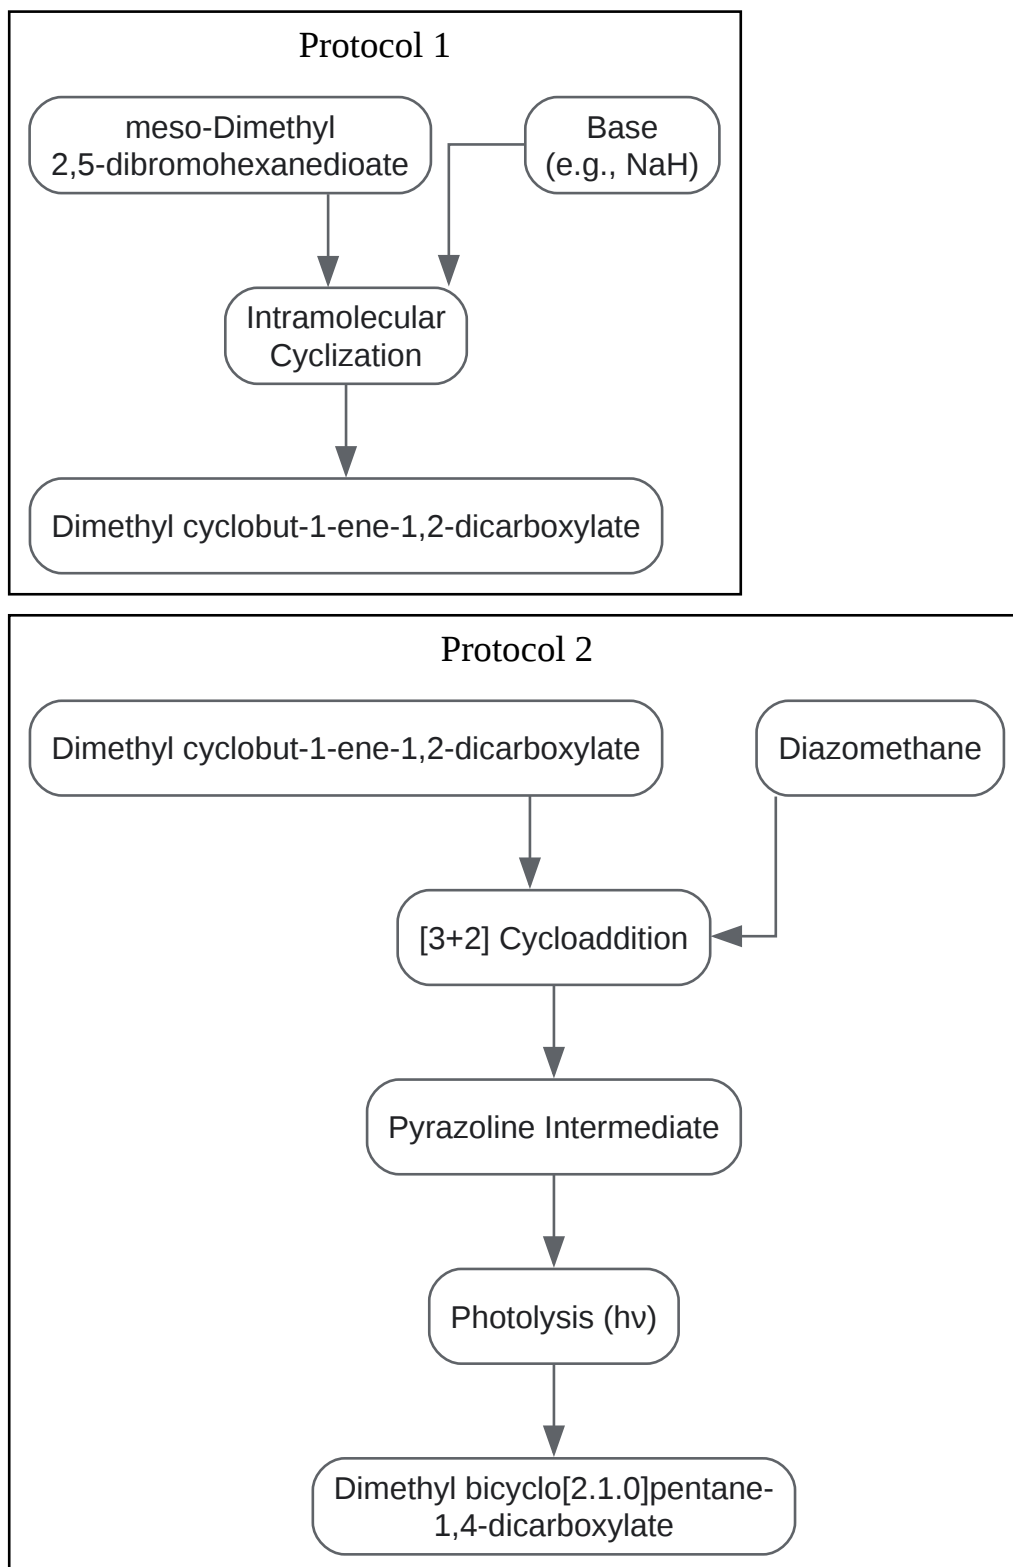 Protocol 1
meso-Dimethyl
2,5-dibromohexanedioate
Base
(e.g., NaH)
Intramolecular
Cyclization
Dimethyl cyclobut-1-ene-1,2-dicarboxylate
Protocol 2
Dimethyl cyclobut-1-ene-1,2-dicarboxylate
Diazomethane
[3+2] Cycloaddition
Pyrazoline Intermediate
Photolysis (hν)
Dimethyl bicyclo[2.1.0]pentane-
1,4-dicarboxylate